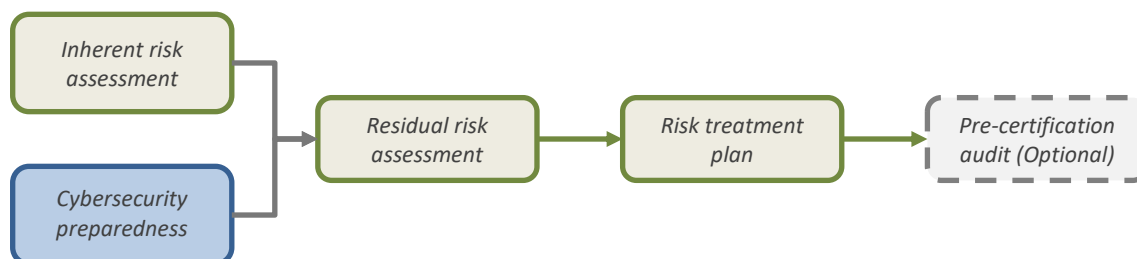 Inherent risk
assessment
Cybersecurity
preparedness
Residual risk
assessment
Risk treatment
plan
Pre-certification
audit (Optional)